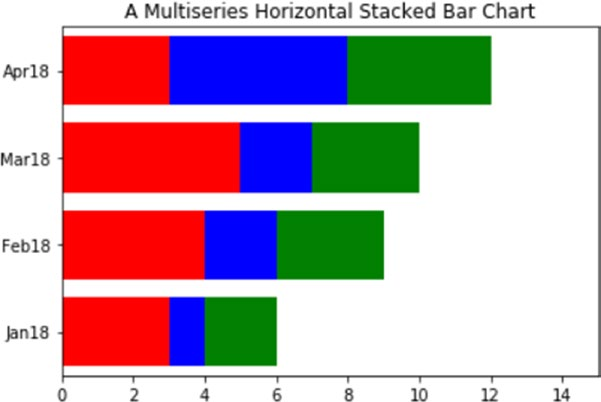 A Multiseries Horizontal Stacked Bar Chart
Apr18
Mar18
Feb18
Jan18
0 2 4 6 8 10 12 14